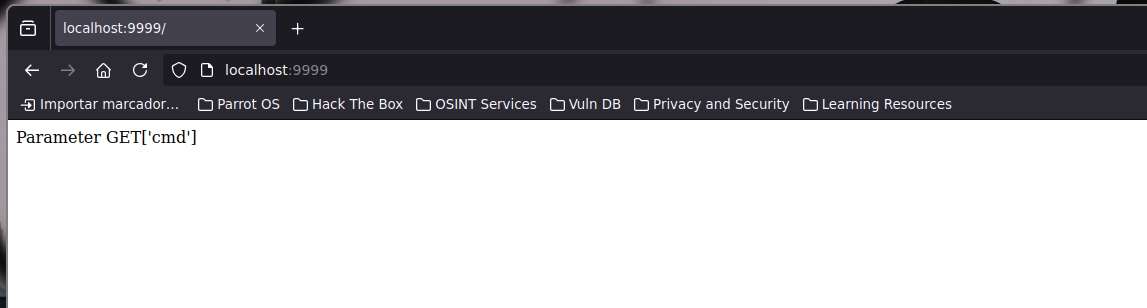 localhost:9999/
localhost:9999
Importar marcador... Parrot OS Hack The Box OSINT Services Vuln DB Privacy and Security Learning Resources
Parameter GET['cmd']